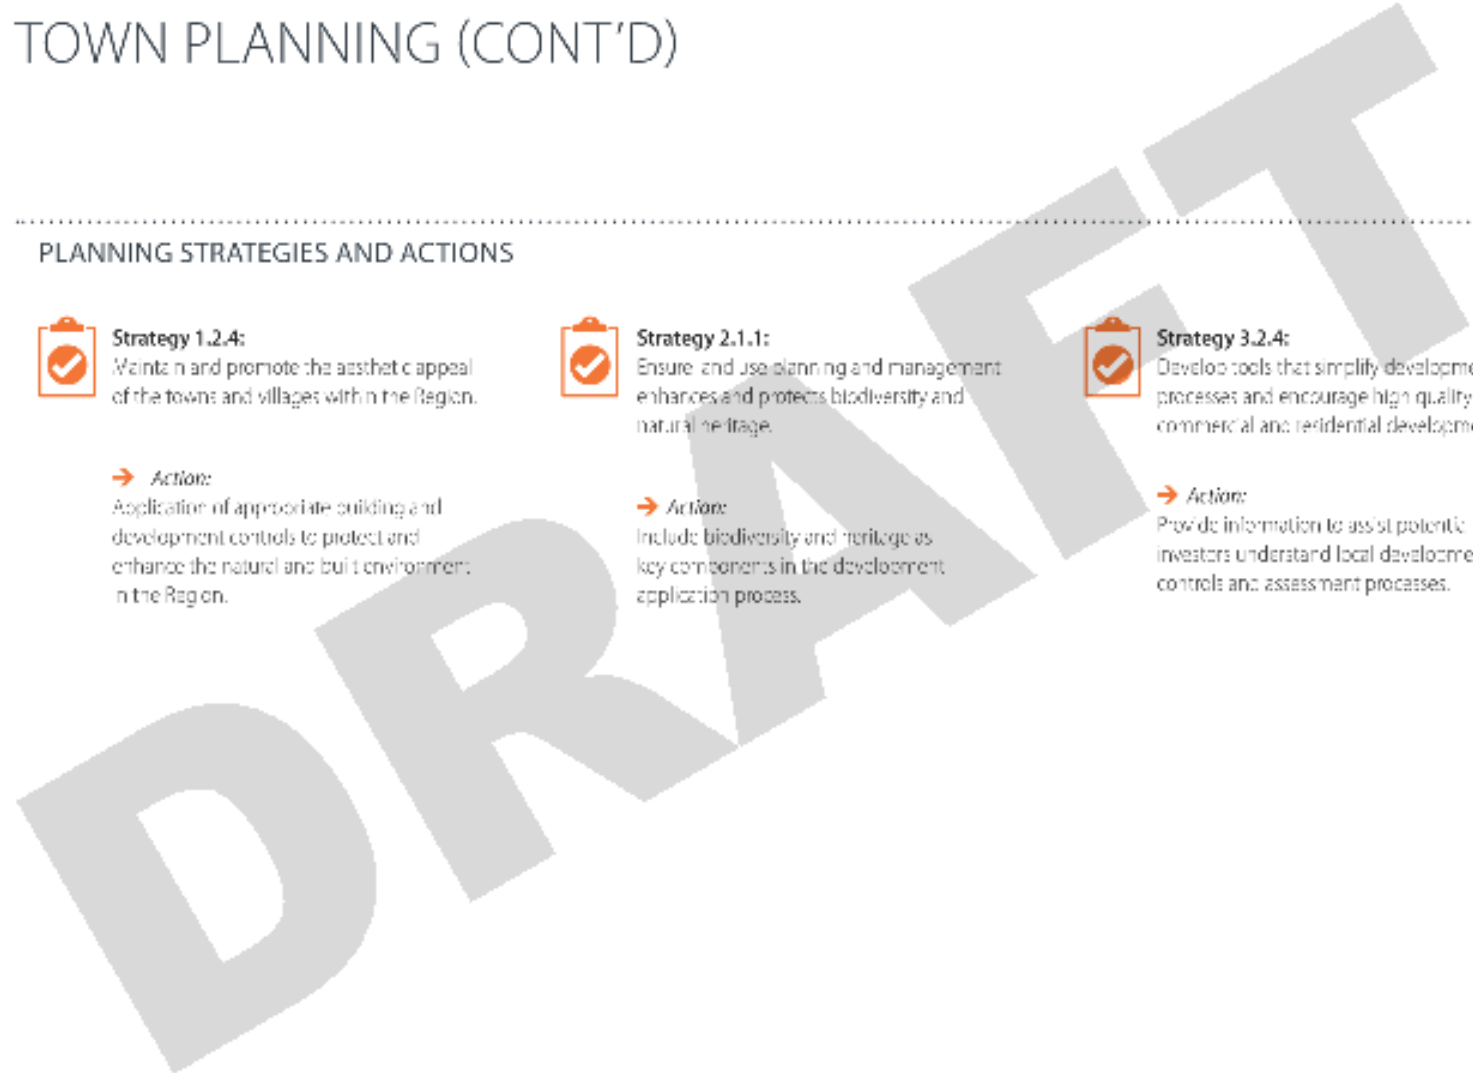 TOWN PLANNING (CONT'D)
PLANNING STRATEGIES AND ACTIONS
Strategy 1.2.4:
Maintain and promote the aesthetic appeal
of the towns and villages within the Region.
Action:
Application of appropriate building and
development controls to protect and
enhance the natural and built environment
in the Region.
Strategy 2.1.1:
Ensure land use planning and management
enhances and protects biodiversity and
natural heritage.
Action:
Include biodiversity and heritage as
key components in the development
application process.
Strategy 3.2.4:
Develop tools that simplify developme
processes and encourage high quality
commercial and residential developme
Action:
Provide information to assist potentia
investors understand local developme
controls and assessment processes.
DRAFT